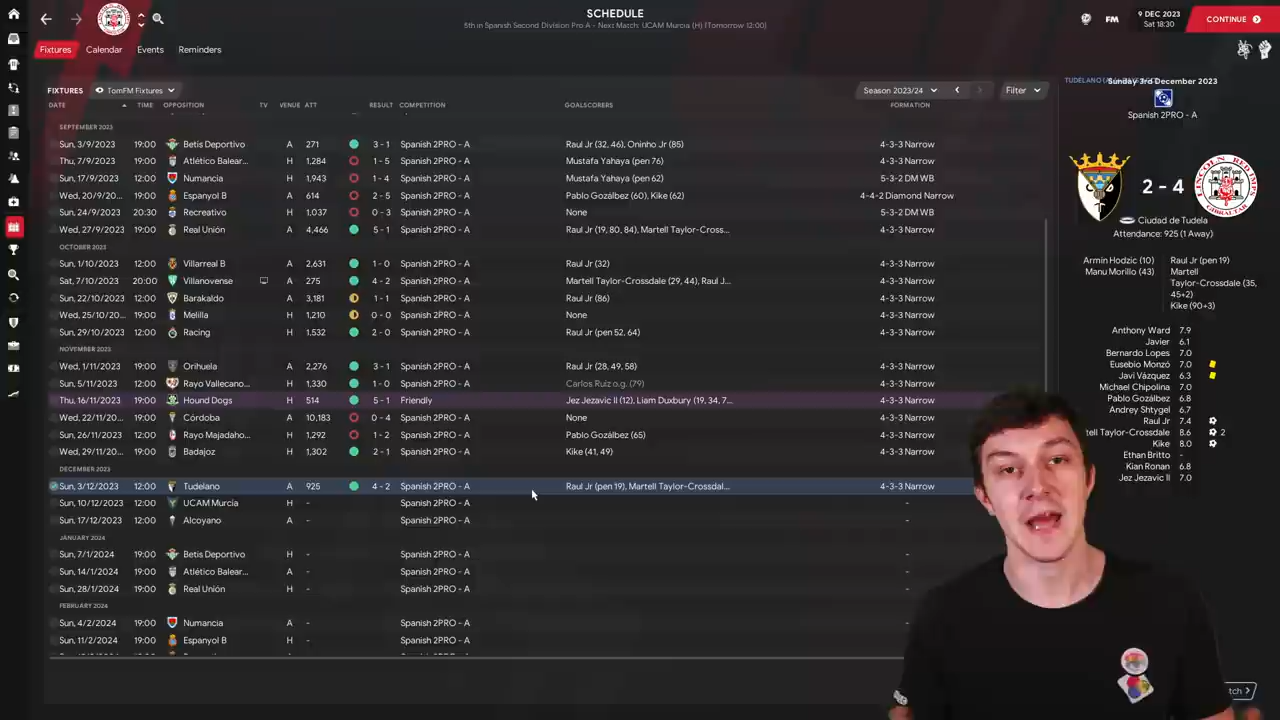 SCHEDULE
5th in Spanish Second Division Pro A - Next Match: UCAM Murcia (H) (Tomorrow 12:00)
FM
9 DEC 2023
Sat 18:30
CONTINUE
Fixtures Calendar Events Reminders
FIXTURES TomFM Fixtures Season 2023/24 Filter
DATE TIME OPPOSITION TV VENUE ATT RESULT COMPETITION GOALSCORERS FORMATION
SEPTEMBER 2023
Sun, 3/9/2023 19:00 Betis Deportivo A 271 3 - 1 Spanish 2PRO - A Raul Jr (32, 46), Oninho Jr (85) 4-3-3 Narrow
Thu, 7/9/2023 19:00 Atlético Balear... H 1,284 1 - 5 Spanish 2PRO - A Mustafa Yahaya (pen 76) 4-3-3 Narrow
Sun, 17/9/2023 12:00 Numancia H 1,943 1 - 4 Spanish 2PRO - A Mustafa Yahaya (pen 62) 5-3-2 DM WB
Wed, 20/9/20... 19:00 Espanyol B A 614 2 - 5 Spanish 2PRO - A Pablo Gozálbez (60), Kike (62) 4-4-2 Diamond Narrow
Sun, 24/9/2023 20:30 Recreativo H 1,037 0 - 3 Spanish 2PRO - A None 5-3-2 DM WB
Wed, 27/9/2023 19:00 Real Unión A 4,466 5 - 1 Spanish 2PRO - A Raul Jr (19, 80, 84), Martell Taylor-Cross... 4-3-3 Narrow
OCTOBER 2023
Sun, 1/10/2023 12:00 Villarreal B A 2,631 1 - 0 Spanish 2PRO - A Raul Jr (32) 4-3-3 Narrow
Sat, 7/10/2023 20:00 Villanovense A 275 4 - 2 Spanish 2PRO - A Martell Taylor-Crossdale (29, 44), Raul J... 4-3-3 Narrow
Sun, 22/10/2023 12:00 Barakaldo A 3,181 1 - 1 Spanish 2PRO - A Raul Jr (86) 4-3-3 Narrow
Wed, 25/10/20... 19:00 Melilla H 1,210 0 - 0 Spanish 2PRO - A None 4-3-3 Narrow
Sun, 29/10/2023 12:00 Racing H 1,532 2 - 0 Spanish 2PRO - A Raul Jr (pen 52, 64) 4-3-3 Narrow
NOVEMBER 2023
Wed, 1/11/2023 19:00 Orihuela A 2,276 3 - 1 Spanish 2PRO - A Raul Jr (28, 49, 58) 4-3-3 Narrow
Sun, 5/11/2023 12:00 Rayo Vallecano... H 1,330 1 - 0 Spanish 2PRO - A Carlos Ruiz o.g. (79) 4-3-3 Narrow
Thu, 16/11/2023 19:00 Hound Dogs H 514 5 - 1 Friendly Jez Jezavic II (12), Liam Duxbury (19, 34, 7... 4-3-3 Narrow
Wed, 22/11/20... 19:00 Córdoba A 10,183 0 - 4 Spanish 2PRO - A None 4-3-3 Narrow
Sun, 26/11/2023 12:00 Rayo Majadaho... H 1,292 1 - 2 Spanish 2PRO - A Pablo Gozálbez (65) 4-3-3 Narrow
Wed, 29/11/20... 19:00 Badajoz H 1,302 2 - 1 Spanish 2PRO - A Kike (41, 49) 4-3-3 Narrow
DECEMBER 2023
Sun, 3/12/2023 12:00 Tudelano A 925 4 - 2 Spanish 2PRO - A Raul Jr (pen 19), Martell Taylor-Crossdal... 4-3-3 Narrow
Sun, 10/12/2023 12:00 UCAM Murcia H - Spanish 2PRO - A -
Sun, 17/12/2023 12:00 Alcoyano A - Spanish 2PRO - A -
JANUARY 2024
Sun, 7/1/2024 19:00 Betis Deportivo H - Spanish 2PRO - A -
Sun, 14/1/2024 19:00 Atlético Balear... A - Spanish 2PRO - A -
Sun, 28/1/2024 19:00 Real Unión H - Spanish 2PRO - A -
FEBRUARY 2024
Sun, 4/2/2024 19:00 Numancia A - Spanish 2PRO - A -
Sun, 11/2/2024 19:00 Espanyol B H - Spanish 2PRO - A -
Sunday 3rd December 2023
Spanish 2PRO - A
2 - 4
LINCOLN RED IMPS
GIBRALTAR
Ciudad de Tudela
Attendance: 925 (1 Away)
Armin Hodzic (10) Raul Jr (pen 19)
Manu Morillo (43) Martell
Taylor-Crossdale (35,
45+2)
Kike (90+3)
Anthony Ward 7.9
Javier 6.1
Bernardo Lopes 7.0
Eusebio Monzó 7.0
Javi Vázquez 6.3
Michael Chipolina 7.0
Pablo Gozálbez 6.8
Andrey Shtygel 6.7
Raul Jr 7.4
tell Taylor-Crossdale 8.6 2
Kike 8.0
Ethan Britto -
Kian Ronan 6.8
Jez Jezavic II 7.0
tch